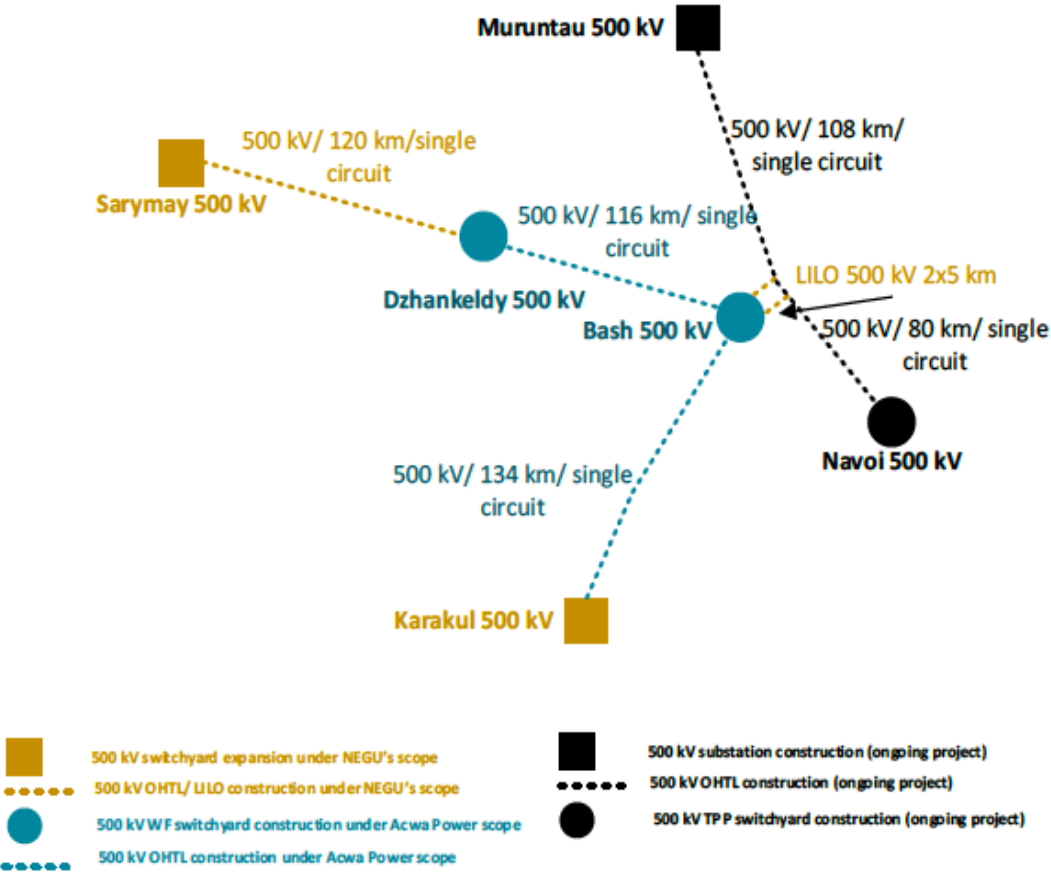 Muruntau 500 kV
500 kV/ 120 km/single
circuit
500 kV/ 108 km/
single circuit
Sarymay 500 kV
500 kV/ 116 km/ single
circuit
LILO 500 kV 2x5 km
Dzhankeldy 500 kV
Bash 500 kV
500 kV/ 80 km/ single
circuit
Navoi 500 kV
500 kV/ 134 km/ single
circuit
Karakul 500 kV
500 kV switchyard expansion under NEGU's scope
500 kV OHTL/ LILO construction under NEGU's scope
500 kV WF switchyard construction under Acwa Power scope
500 kV OHTL construction under Acwa Power scope
500 kV substation construction (ongoing project)
500 kV OHTL construction (ongoing project)
500 kV TPP switchyard construction (ongoing project)